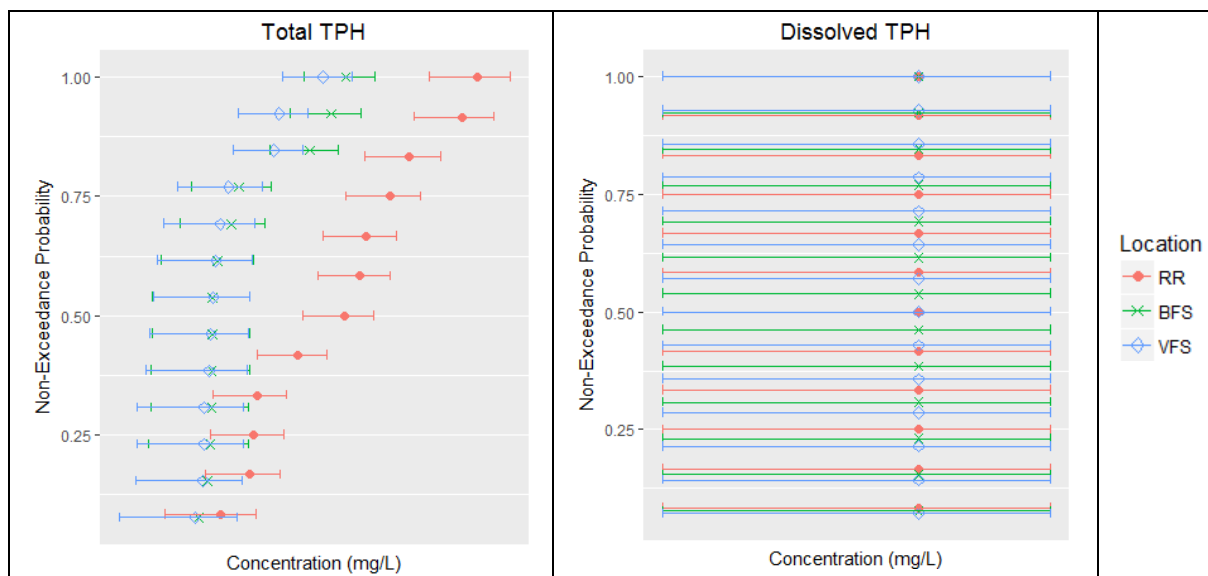 Total TPH
Non-Exceedance Probability
1.00
0.75
0.50
0.25
Concentration (mg/L)
Dissolved TPH
Non-Exceedance Probability
1.00
0.75
0.50
0.25
Concentration (mg/L)
Location
RR
BFS
VFS